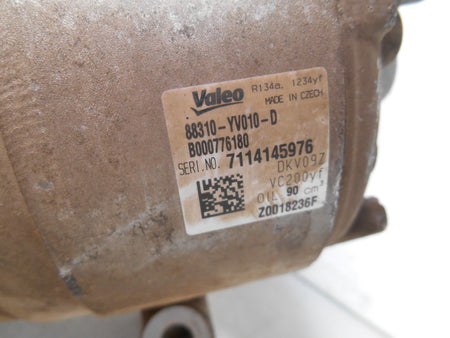 Valeo R134a, 1234yf
MADE IN CZECH
88310-YV010-D
B000776180
SERI.NO. 7114145976
DKV09Z
VC200yf
OIL 90 cm³
Z0018236F